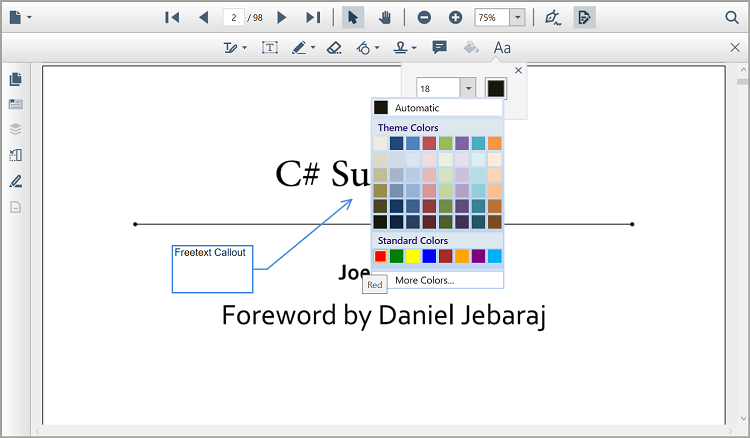 2 / 98
75%
T
Aa
18
Automatic
Theme Colors
C# Su
Standard Colors
Freetext Callout
Joe
Red
More Colors...
Foreword by Daniel Jebaraj